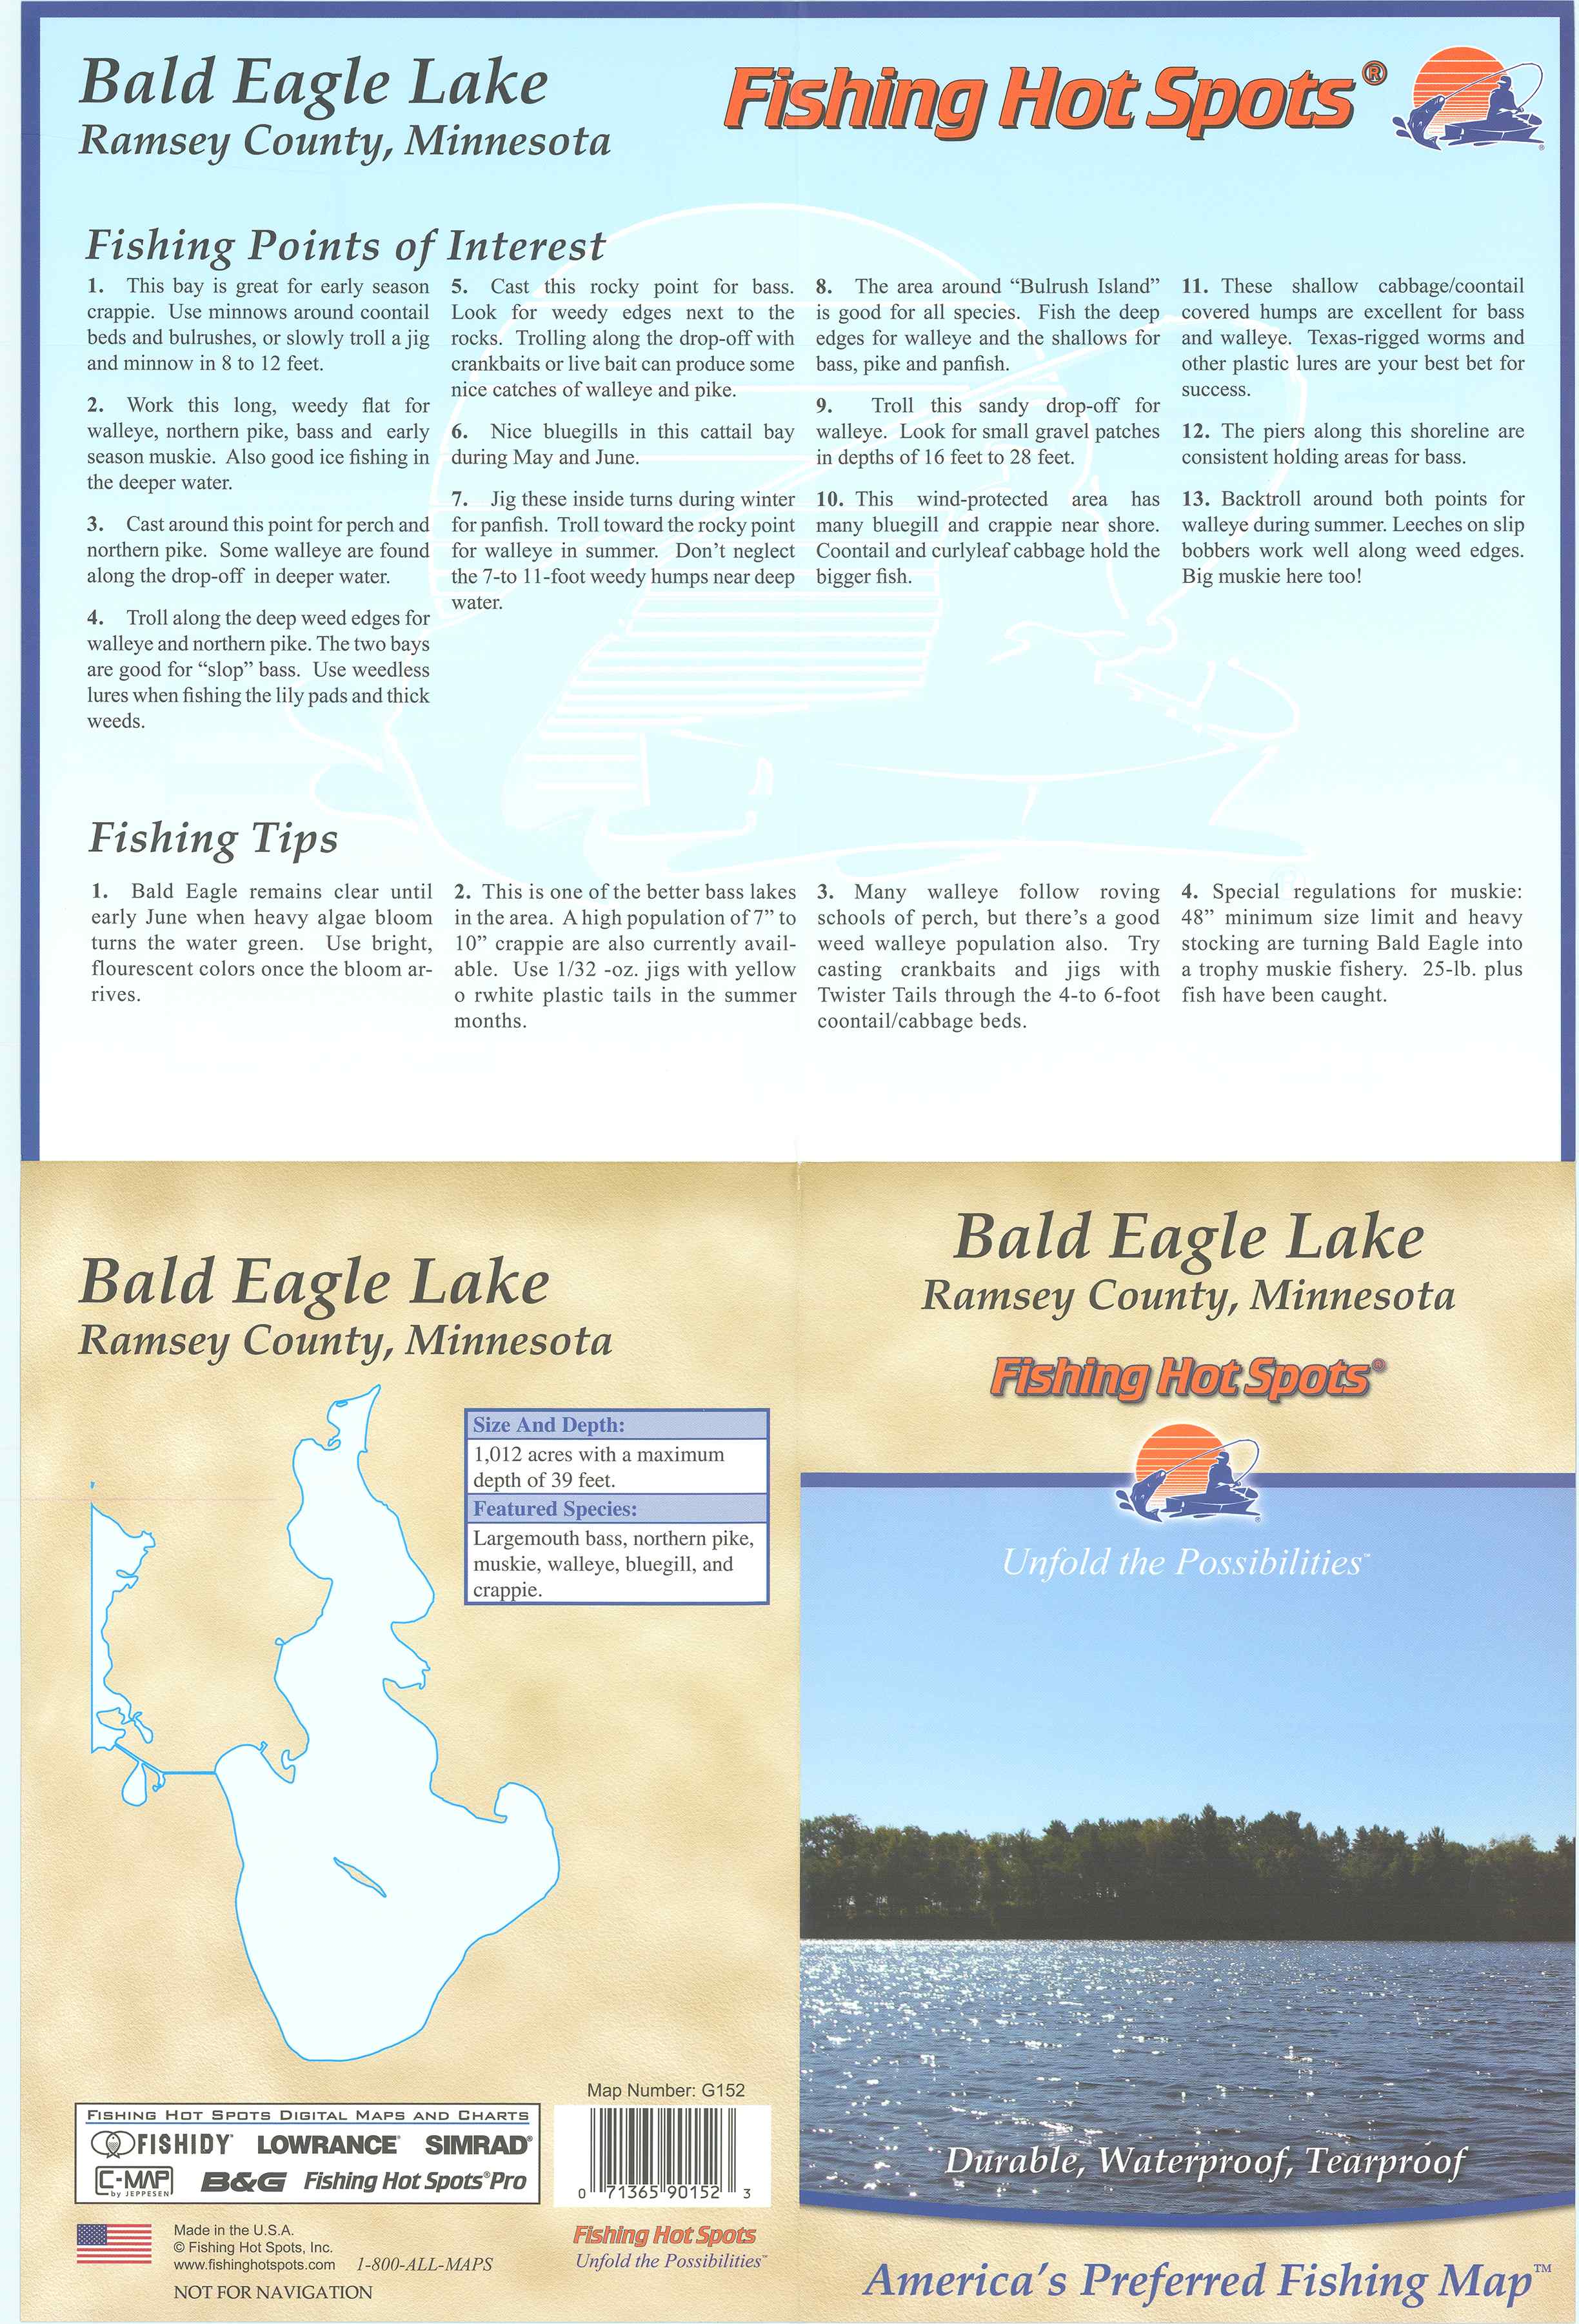 Bald Eagle Lake
Ramsey County, Minnesota
Fishing Hot Spots®
Fishing Points of Interest
1. This bay is great for early season
crappie. Use minnows around coontail
beds and bulrushes, or slowly troll a jig
and minnow in 8 to 12 feet.
2. Work this long, weedy flat for
walleye, northern pike, bass and early
season muskie. Also good ice fishing in
the deeper water.
3. Cast around this point for perch and
northern pike. Some walleye are found
along the drop-off in deeper water.
4. Troll along the deep weed edges for
walleye and northern pike. The two bays
are good for “slop” bass. Use weedless
lures when fishing the lily pads and thick
weeds.
5. Cast this rocky point for bass.
Look for weedy edges next to the
rocks. Trolling along the drop-off with
crankbaits or live bait can produce some
nice catches of walleye and pike.
6. Nice bluegills in this cattail bay
during May and June.
7. Jig these inside turns during winter
for panfish. Troll toward the rocky point
for walleye in summer. Don’t neglect
the 7-to 11-foot weedy humps near deep
water.
8. The area around “Bulrush Island”
is good for all species. Fish the deep
edges for walleye and the shallows for
bass, pike and panfish.
9. Troll this sandy drop-off for
walleye. Look for small gravel patches
in depths of 16 feet to 28 feet.
10. This wind-protected area has
many bluegill and crappie near shore.
Coontail and curlyleaf cabbage hold the
bigger fish.
11. These shallow cabbage/coontail
covered humps are excellent for bass
and walleye. Texas-rigged worms and
other plastic lures are your best bet for
success.
12. The piers along this shoreline are
consistent holding areas for bass.
13. Backtroll around both points for
walleye during summer. Leeches on slip
bobbers work well along weed edges.
Big muskie here too!
Fishing Tips
1. Bald Eagle remains clear until
early June when heavy algae bloom
turns the water green. Use bright,
flourescent colors once the bloom ar-
rives.
2. This is one of the better bass lakes
in the area. A high population of 7” to
10” crappie are also currently avail-
able. Use 1/32 -oz. jigs with yellow
o rwhite plastic tails in the summer
months.
3. Many walleye follow roving
schools of perch, but there’s a good
weed walleye population also. Try
casting crankbaits and jigs with
Twister Tails through the 4-to 6-foot
coontail/cabbage beds.
4. Special regulations for muskie:
48” minimum size limit and heavy
stocking are turning Bald Eagle into
a trophy muskie fishery. 25-lb. plus
fish have been caught.
Bald Eagle Lake
Ramsey County, Minnesota
Size And Depth:
1,012 acres with a maximum
depth of 39 feet.
Featured Species:
Largemouth bass, northern pike,
muskie, walleye, bluegill, and
crappie.
Map Number: G152
0 71365 90152 3
FISHING HOT SPOTS DIGITAL MAPS AND CHARTS
FISHIDY LOWRANCE® SIMRAD®
C-MAP by JEPPESEN B&G Fishing Hot Spots® Pro
Made in the U.S.A.
© Fishing Hot Spots, Inc.
www.fishinghotspots.com 1-800-ALL-MAPS
NOT FOR NAVIGATION
Fishing Hot Spots
Unfold the Possibilities™
Bald Eagle Lake
Ramsey County, Minnesota
Fishing Hot Spots®
Unfold the Possibilities™
Durable, Waterproof, Tearproof
America’s Preferred Fishing Map™